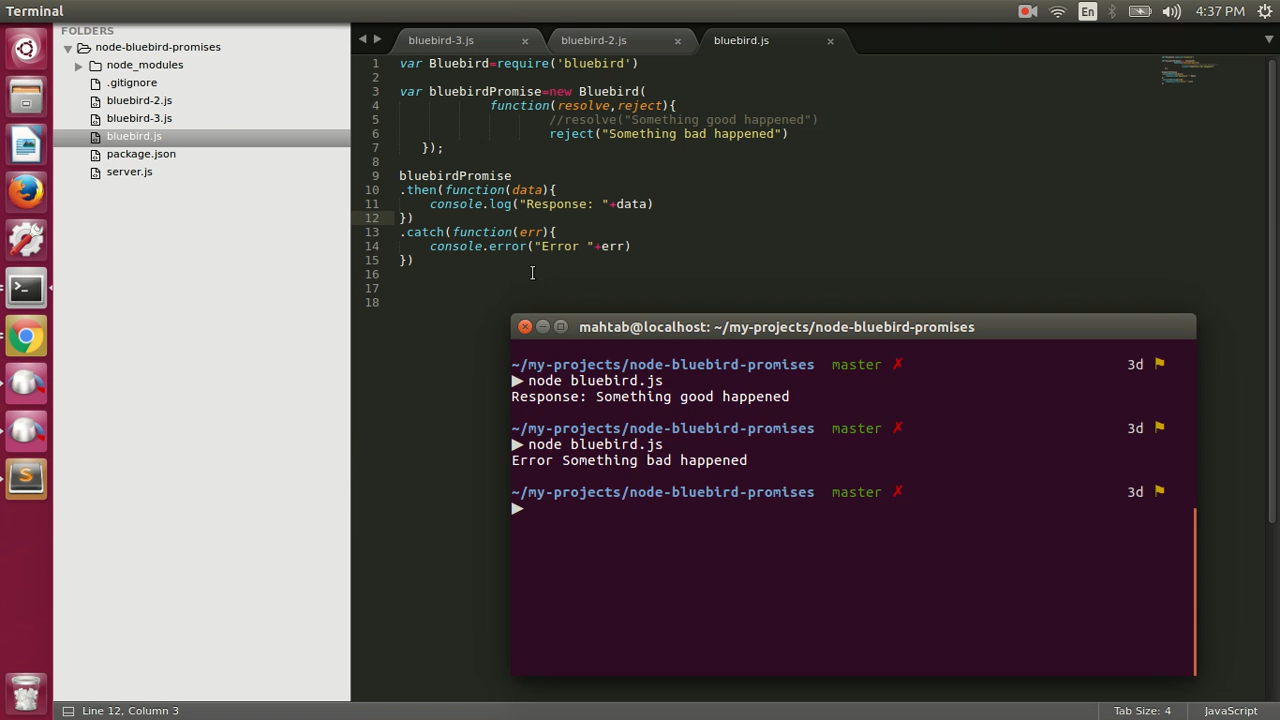 Terminal
En
4:37 PM
FOLDERS
node-bluebird-promises
node_modules
.gitignore
bluebird-2.js
bluebird-3.js
bluebird.js
package.json
server.js
bluebird-3.js × bluebird-2.js × bluebird.js ×
1 var Bluebird=require('bluebird')
2
3 var bluebirdPromise=new Bluebird(
4 function(resolve,reject){
5 //resolve("Something good happened")
6 reject("Something bad happened")
7 });
8
9 bluebirdPromise
10 .then(function(data){
11 console.log("Response: "+data)
12 })
13 .catch(function(err){
14 console.error("Error "+err)
15 })
16
17
18
mahtab@localhost: ~/my-projects/node-bluebird-promises
~/my-projects/node-bluebird-promises master ✗ 3d ⚑
▶ node bluebird.js
Response: Something good happened
~/my-projects/node-bluebird-promises master ✗ 3d ⚑
▶ node bluebird.js
Error Something bad happened
~/my-projects/node-bluebird-promises master ✗ 3d ⚑
▶
Line 12, Column 3
Tab Size: 4
JavaScript